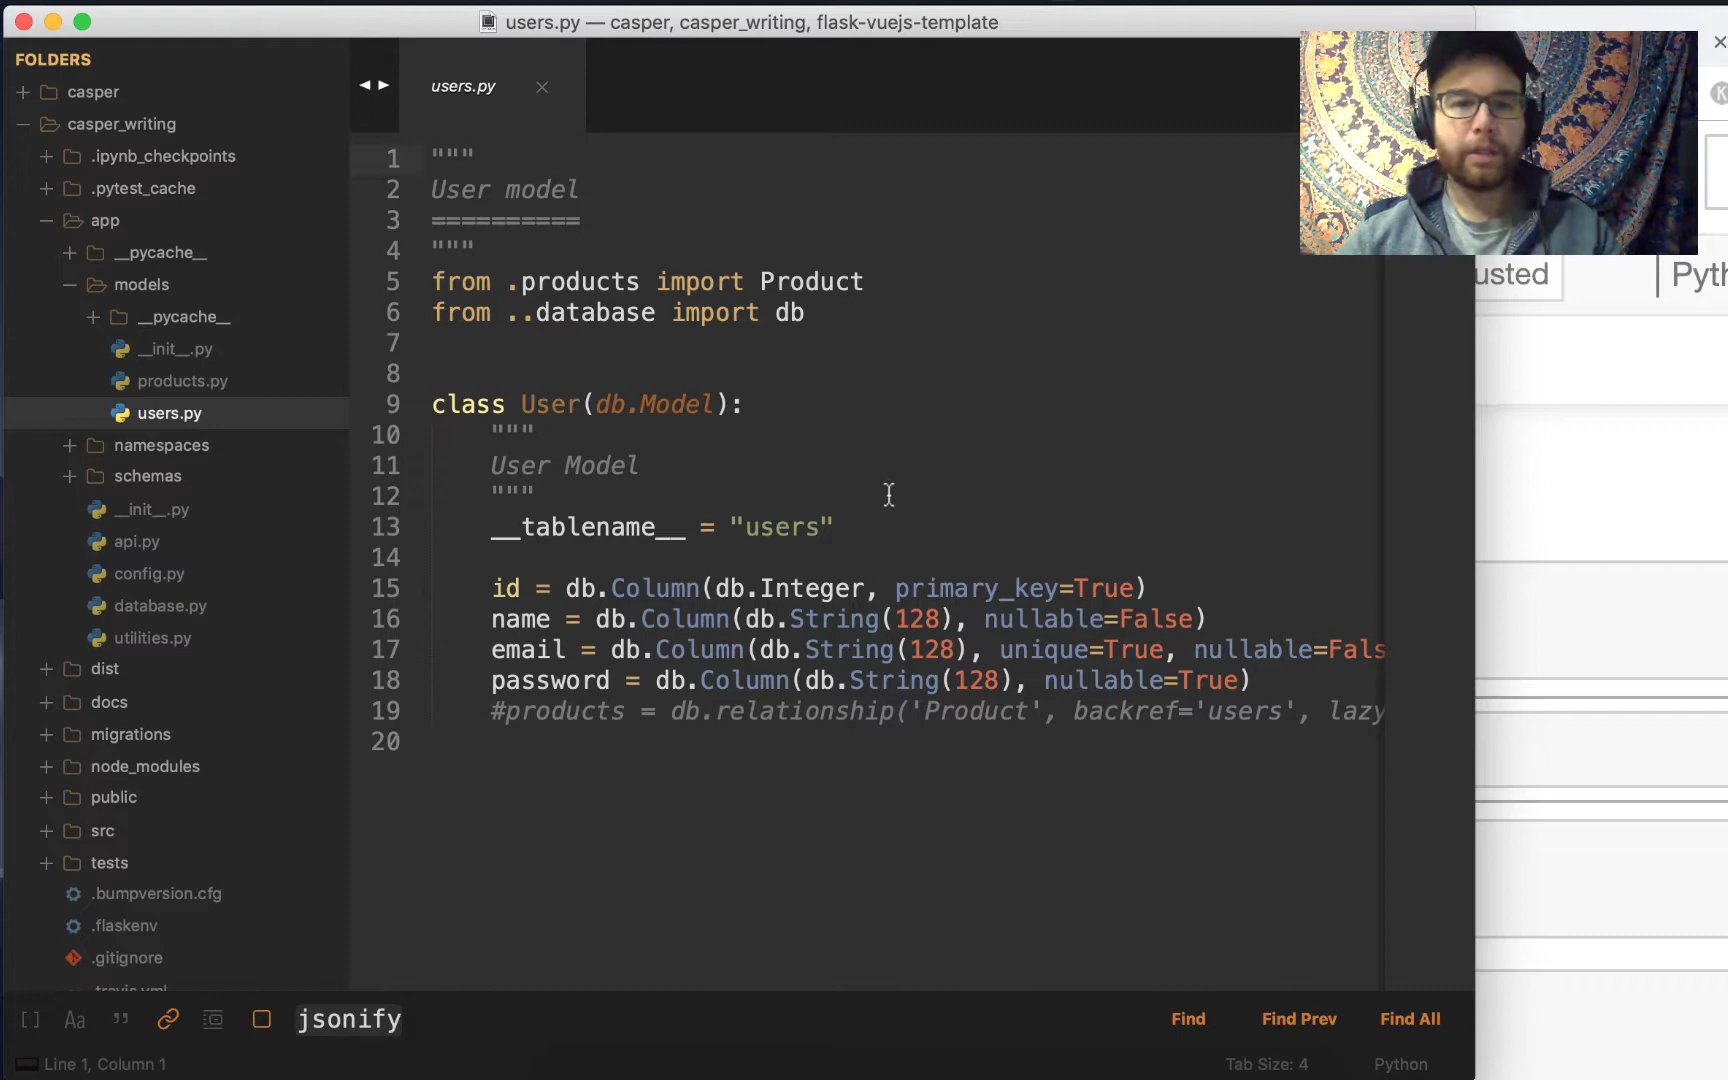 users.py — casper, casper_writing, flask-vuejs-template
FOLDERS
casper
casper_writing
.ipynb_checkpoints
.pytest_cache
app
__pycache__
models
__pycache__
__init__.py
products.py
users.py
namespaces
schemas
__init__.py
api.py
config.py
database.py
utilities.py
dist
docs
migrations
node_modules
public
src
tests
.bumpversion.cfg
.flaskenv
.gitignore
.travis.yml
users.py
1 """
2 User model
3 ==========
4 """
5 from .products import Product
6 from ..database import db
7
8
9 class User(db.Model):
10 """
11 User Model
12 """
13 __tablename__ = "users"
14
15 id = db.Column(db.Integer, primary_key=True)
16 name = db.Column(db.String(128), nullable=False)
17 email = db.Column(db.String(128), unique=True, nullable=Fals
18 password = db.Column(db.String(128), nullable=True)
19 #products = db.relationship('Product', backref='users', lazy
20
usted
Pyth
K
[ ] Aa ” jsonify Find Find Prev Find All
Line 1, Column 1 Tab Size: 4 Python